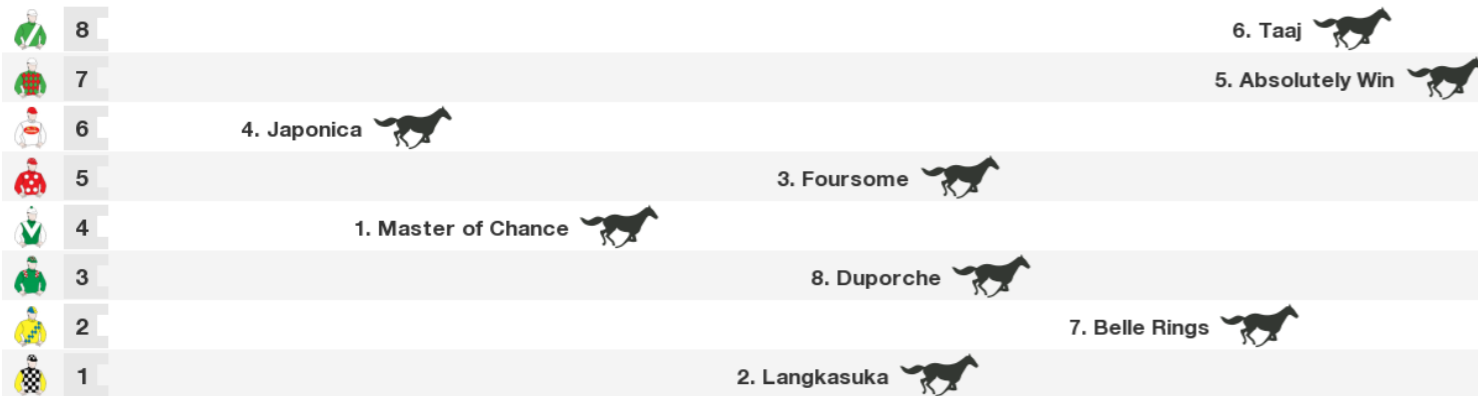 8 6. Taaj
7 5. Absolutely Win
6 4. Japonica
5 3. Foursome
4 1. Master of Chance
3 8. Duporche
2 7. Belle Rings
1 2. Langkasuka